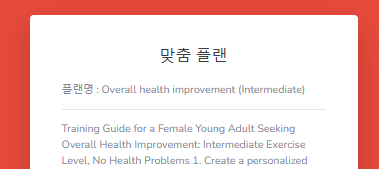 맞춤 플랜
플랜명 : Overall health improvement (Intermediate)
Training Guide for a Female Young Adult Seeking
Overall Health Improvement: Intermediate Exercise
Level, No Health Problems 1. Create a personalized